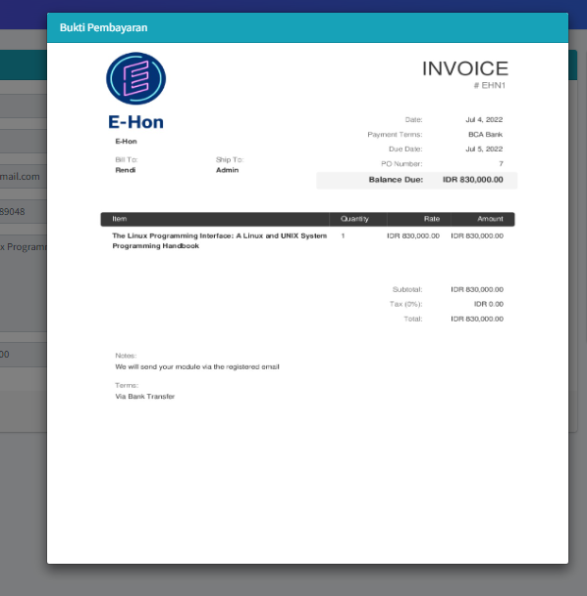 Bukti Pembayaran
INVOICE
# EHN1
E-Hon
E-Hon
Date: Jul 4, 2022
Payment Terms: BCA Bank
Due Date: Jul 5, 2022
PO Number: 7
Balance Due: IDR 830,000.00
Bill To: Ship To:
Rendi Admin
Item Quantity Rate Amount
The Linux Programming Interface: A Linux and UNIX System 1 IDR 830,000.00 IDR 830,000.00
Programming Handbook
Subtotal: IDR 830,000.00
Tax (0%): IDR 0.00
Total: IDR 830,000.00
Notes:
We will send your module via the registered email
Terms:
Via Bank Transfer
mail.com
89048
x Programm
00